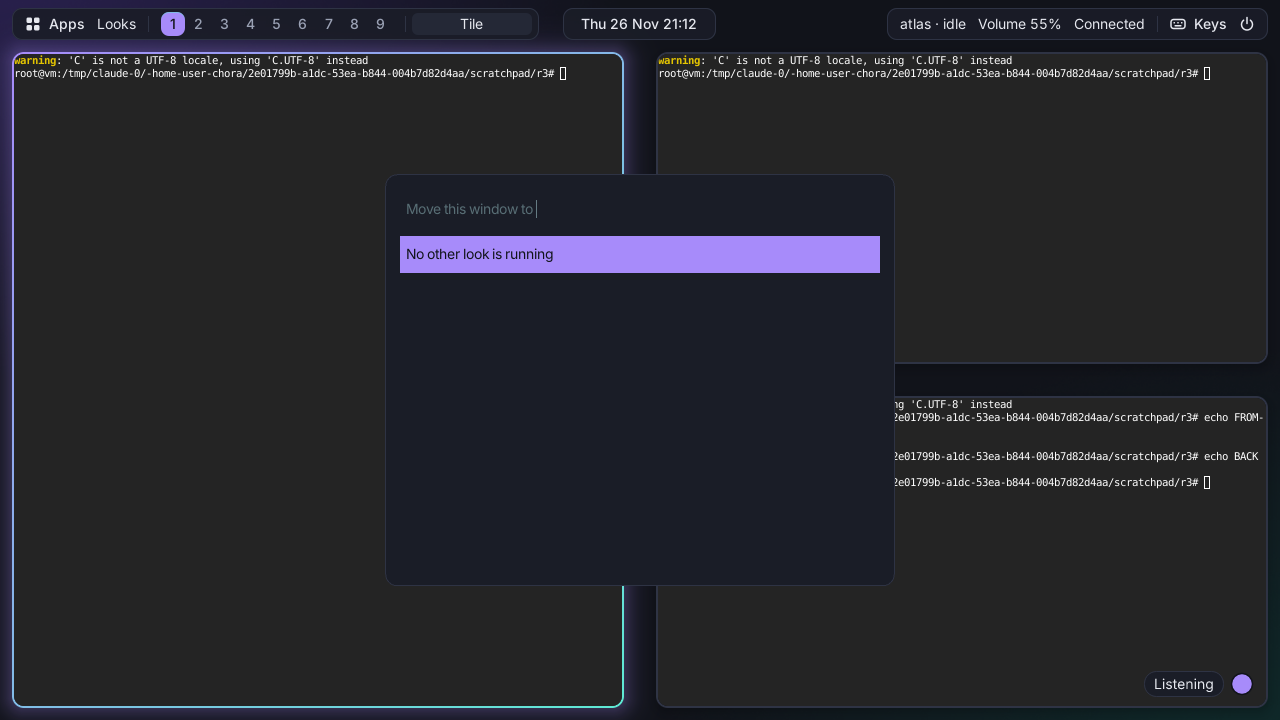 Apps Looks 1 2 3 4 5 6 7 8 9 Tile Thu 26 Nov 21:12 atlas · idle Volume 55% Connected Keys
warning: 'C' is not a UTF-8 locale, using 'C.UTF-8' instead
root@vm:/tmp/claude-0/-home-user-chora/2e01799b-a1dc-53ea-b844-004b7d82d4aa/scratchpad/r3#
warning: 'C' is not a UTF-8 locale, using 'C.UTF-8' instead
root@vm:/tmp/claude-0/-home-user-chora/2e01799b-a1dc-53ea-b844-004b7d82d4aa/scratchpad/r3#
Move this window to
No other look is running
ng 'C.UTF-8' instead
2e01799b-a1dc-53ea-b844-004b7d82d4aa/scratchpad/r3# echo FROM-
2e01799b-a1dc-53ea-b844-004b7d82d4aa/scratchpad/r3# echo BACK
2e01799b-a1dc-53ea-b844-004b7d82d4aa/scratchpad/r3#
Listening